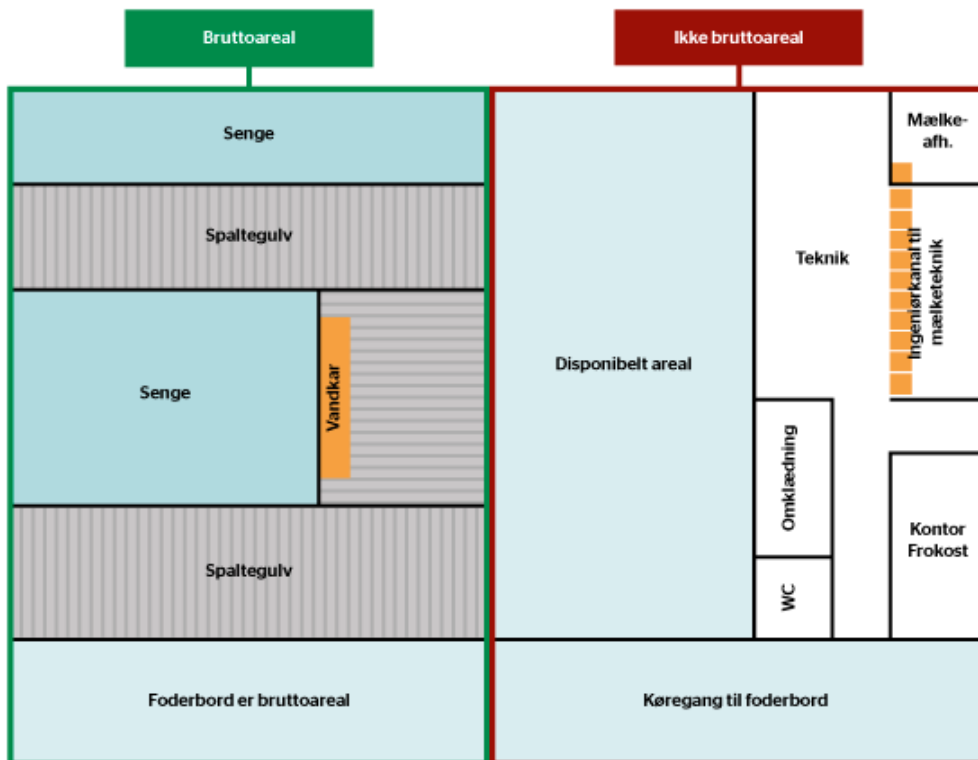 Bruttoareal
Ikke bruttoareal
Senge
Spaltegulv
Senge
Vandkar
Spaltegulv
Foderbord er bruttoareal
Disponibelt areal
Teknik
Mælke-
afh.
Ingeniørkanal til
mælketeknik
Omklædning
WC
Kontor
Frokost
Køregang til foderbord